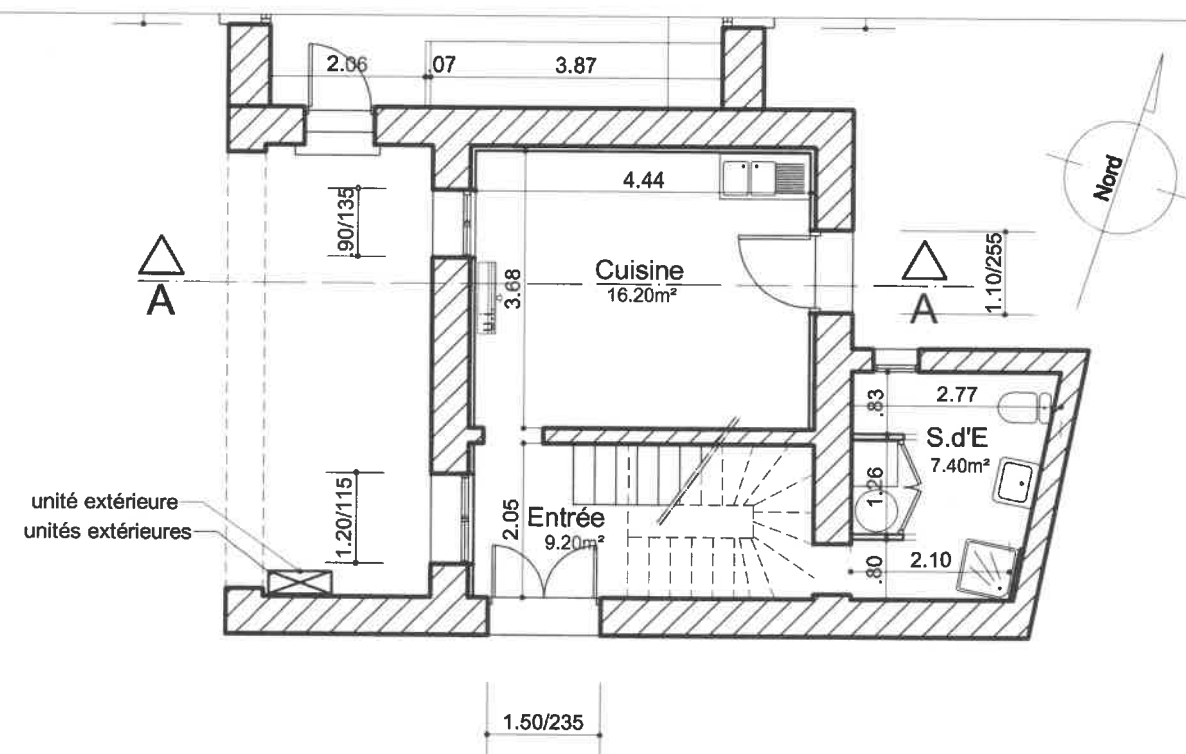 2.06
.07
3.87
Nord
4.44
.90/135
1.10/255
A
3.68
Cuisine
16.20m²
A
u.i.
.83
2.77
S.d'E
7.40m²
1.26
1.20/115
2.05
Entrée
9.20m²
unité extérieure
unités extérieures
.80
2.10
1.50/235